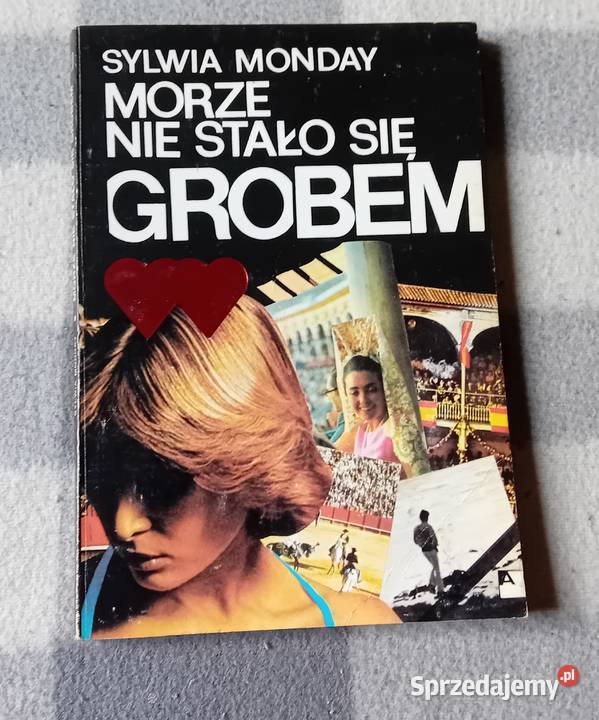 SYLWIA MONDAY
MORZE
NIE STAŁO SIĘ
GROBEM
A
Sprzedajemy.pl